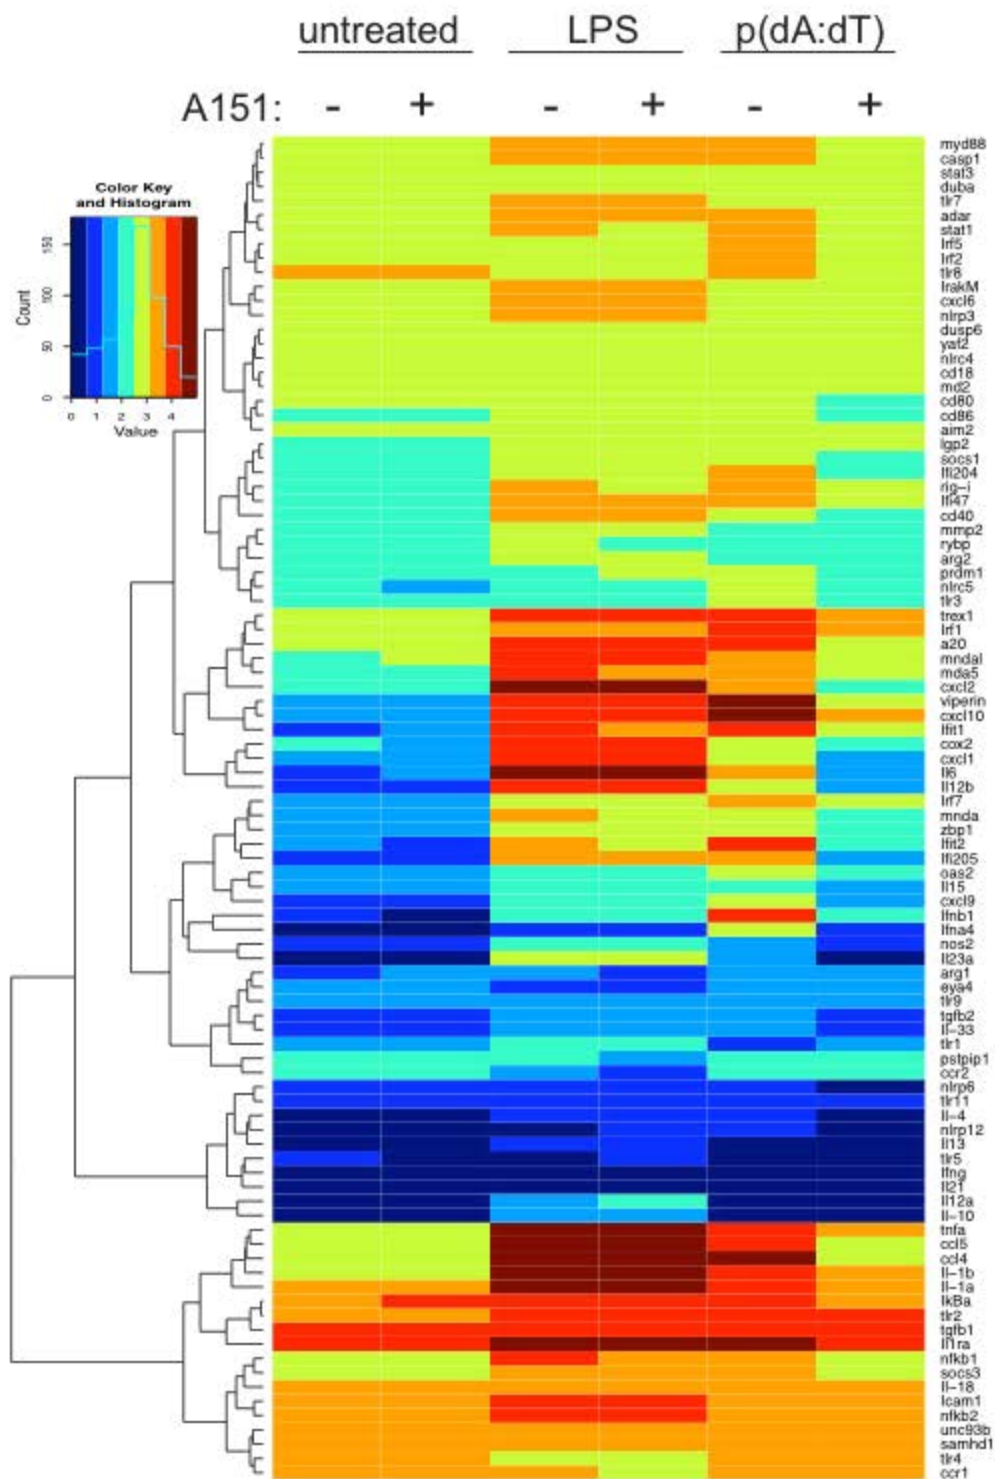 untreated LPS p(dA:dT)
A151: - + - + - +
Color Key
and Histogram
Count
0 50 100 150
0 1 2 3 4
Value
myd88
casp1
stat3
duba
tlr7
adar
stat1
Irf5
Irf2
tlr8
IrakM
cxcl6
nlrp3
dusp6
yat2
nlrc4
cd18
md2
cd80
cd86
aim2
lgp2
socs1
Ifi204
rig-i
Ifi47
cd40
mmp2
rybp
arg2
prdm1
nlrc5
tlr3
trex1
Irf1
a20
mndal
mda5
cxcl2
viperin
cxcl10
Ifit1
cox2
cxcl1
Il6
Il12b
Irf7
mnda
zbp1
Ifit2
Ifi205
oas2
Il15
cxcl9
Ifnb1
Ifna4
nos2
Il23a
arg1
eya4
tlr9
tgfb2
Il-33
tlr1
pstpip1
ccr2
nlrp6
tlr11
Il-4
nlrp12
Il13
tlr5
Ifng
Il21
Il12a
Il-10
tnfa
ccl5
ccl4
Il-1b
Il-1a
IkBa
tlr2
tgfb1
Il1ra
nfkb1
socs3
Il-18
Icam1
nfkb2
unc93b
samhd1
tlr4
ccr1